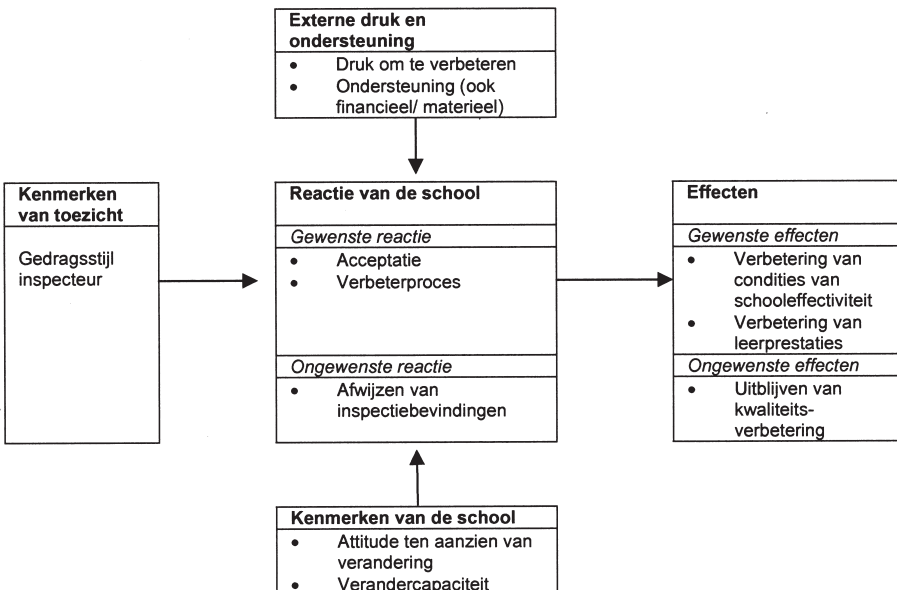 Externe druk en
ondersteuning
• Druk om te verbeteren
• Ondersteuning (ook
financieel/ materieel)
Kenmerken
van toezicht
Gedragsstijl
inspecteur
Reactie van de school
Gewenste reactie
• Acceptatie
• Verbeterproces
Ongewenste reactie
• Afwijzen van
inspectiebevindingen
Effecten
Gewenste effecten
• Verbetering van
condities van
schooleffectiviteit
• Verbetering van
leerprestaties
Ongewenste effecten
• Uitblijven van
kwaliteits-
verbetering
Kenmerken van de school
• Attitude ten aanzien van
verandering
• Verandercapaciteit